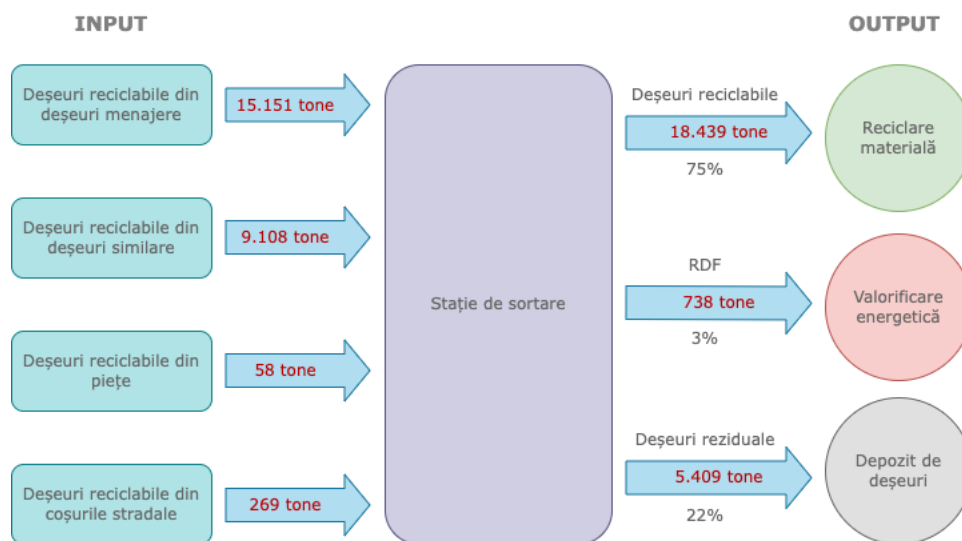 INPUT
OUTPUT
Deșeuri reciclabile din
deșeuri menajere
15.151 tone
Deșeuri reciclabile din
deșeuri similare
9.108 tone
Deșeuri reciclabile din
piețe
58 tone
Deșeuri reciclabile din
coșurile stradale
269 tone
Stație de sortare
Deșeuri reciclabile
18.439 tone
75%
Reciclare
materială
RDF
738 tone
3%
Valorificare
energetică
Deșeuri reziduale
5.409 tone
22%
Depozit de
deșeuri